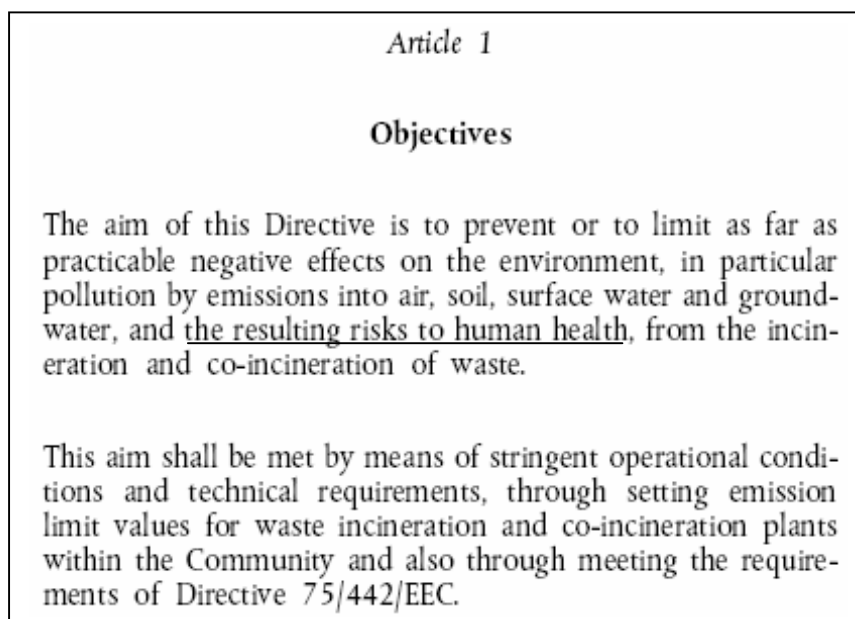 Article 1
Objectives
The aim of this Directive is to prevent or to limit as far as
practicable negative effects on the environment, in particular
pollution by emissions into air, soil, surface water and ground-
water, and the resulting risks to human health, from the incin-
eration and co-incineration of waste.
This aim shall be met by means of stringent operational condi-
tions and technical requirements, through setting emission
limit values for waste incineration and co-incineration plants
within the Community and also through meeting the require-
ments of Directive 75/442/EEC.